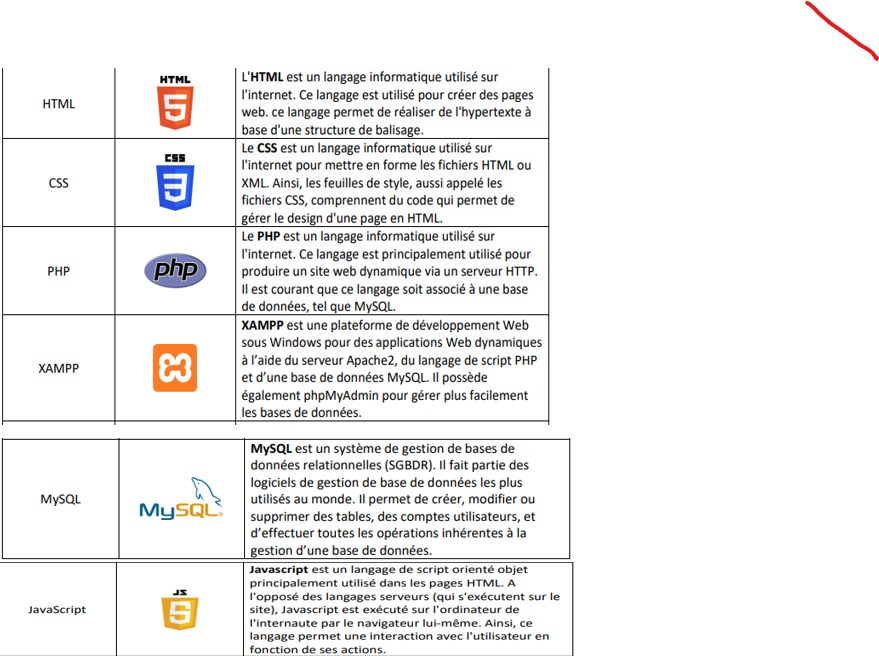 HTML
HTML
5
L'HTML est un langage informatique utilisé sur
l'internet. Ce langage est utilisé pour créer des pages
web. ce langage permet de réaliser de l'hypertexte à
base d'une structure de balisage.
CSS
CSS
3
Le CSS est un langage informatique utilisé sur
l'internet pour mettre en forme les fichiers HTML ou
XML. Ainsi, les feuilles de style, aussi appelé les
fichiers CSS, comprennent du code qui permet de
gérer le design d'une page en HTML.
PHP
php
Le PHP est un langage informatique utilisé sur
l'internet. Ce langage est principalement utilisé pour
produire un site web dynamique via un serveur HTTP.
Il est courant que ce langage soit associé à une base
de données, tel que MySQL.
XAMPP
XAMPP est une plateforme de développement Web
sous Windows pour des applications Web dynamiques
à l’aide du serveur Apache2, du langage de script PHP
et d’une base de données MySQL. Il possède
également phpMyAdmin pour gérer plus facilement
les bases de données.
MySQL
MySQL
MySQL est un système de gestion de bases de
données relationnelles (SGBDR). Il fait partie des
logiciels de gestion de base de données les plus
utilisés au monde. Il permet de créer, modifier ou
supprimer des tables, des comptes utilisateurs, et
d’effectuer toutes les opérations inhérentes à la
gestion d’une base de données.
JavaScript
JS
5
Javascript est un langage de script orienté objet
principalement utilisé dans les pages HTML. A
l'opposé des langages serveurs (qui s'exécutent sur le
site), Javascript est exécuté sur l'ordinateur de
l'internaute par le navigateur lui-même. Ainsi, ce
langage permet une interaction avec l'utilisateur en
fonction de ses actions.